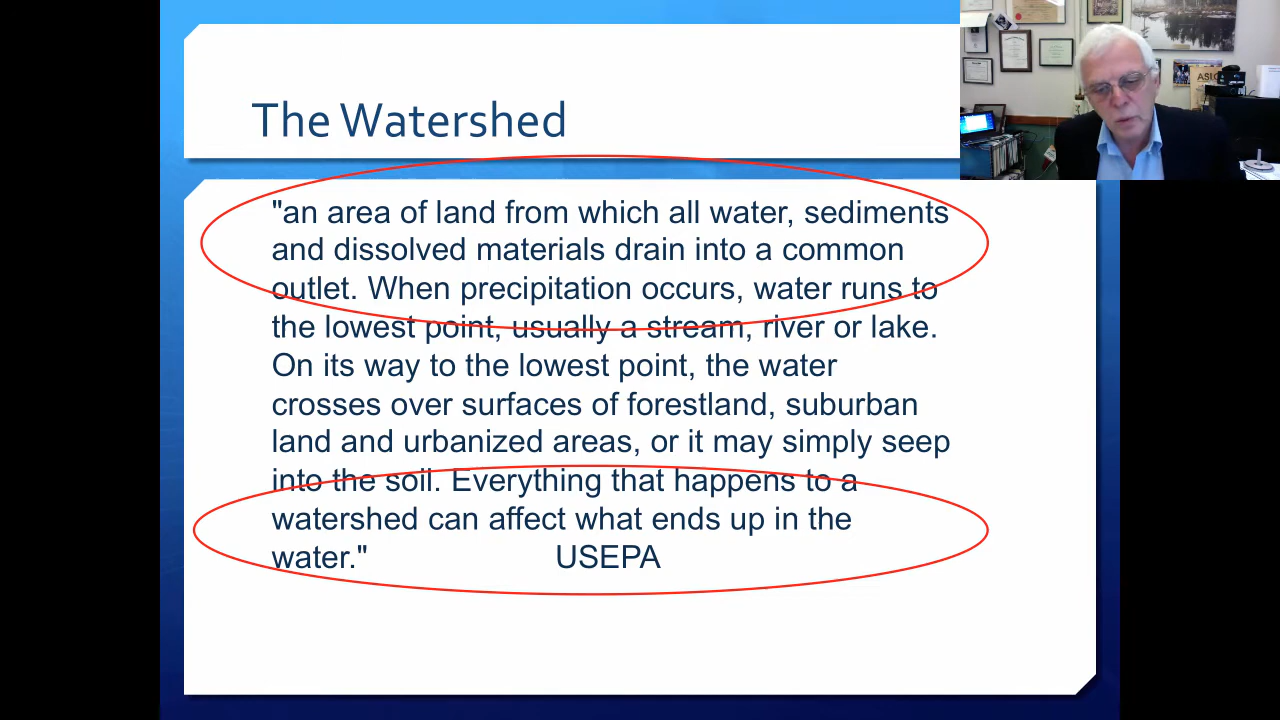 The Watershed
"an area of land from which all water, sediments
and dissolved materials drain into a common
outlet. When precipitation occurs, water runs to
the lowest point, usually a stream, river or lake.
On its way to the lowest point, the water
crosses over surfaces of forestland, suburban
land and urbanized areas, or it may simply seep
into the soil. Everything that happens to a
watershed can affect what ends up in the
water." USEPA